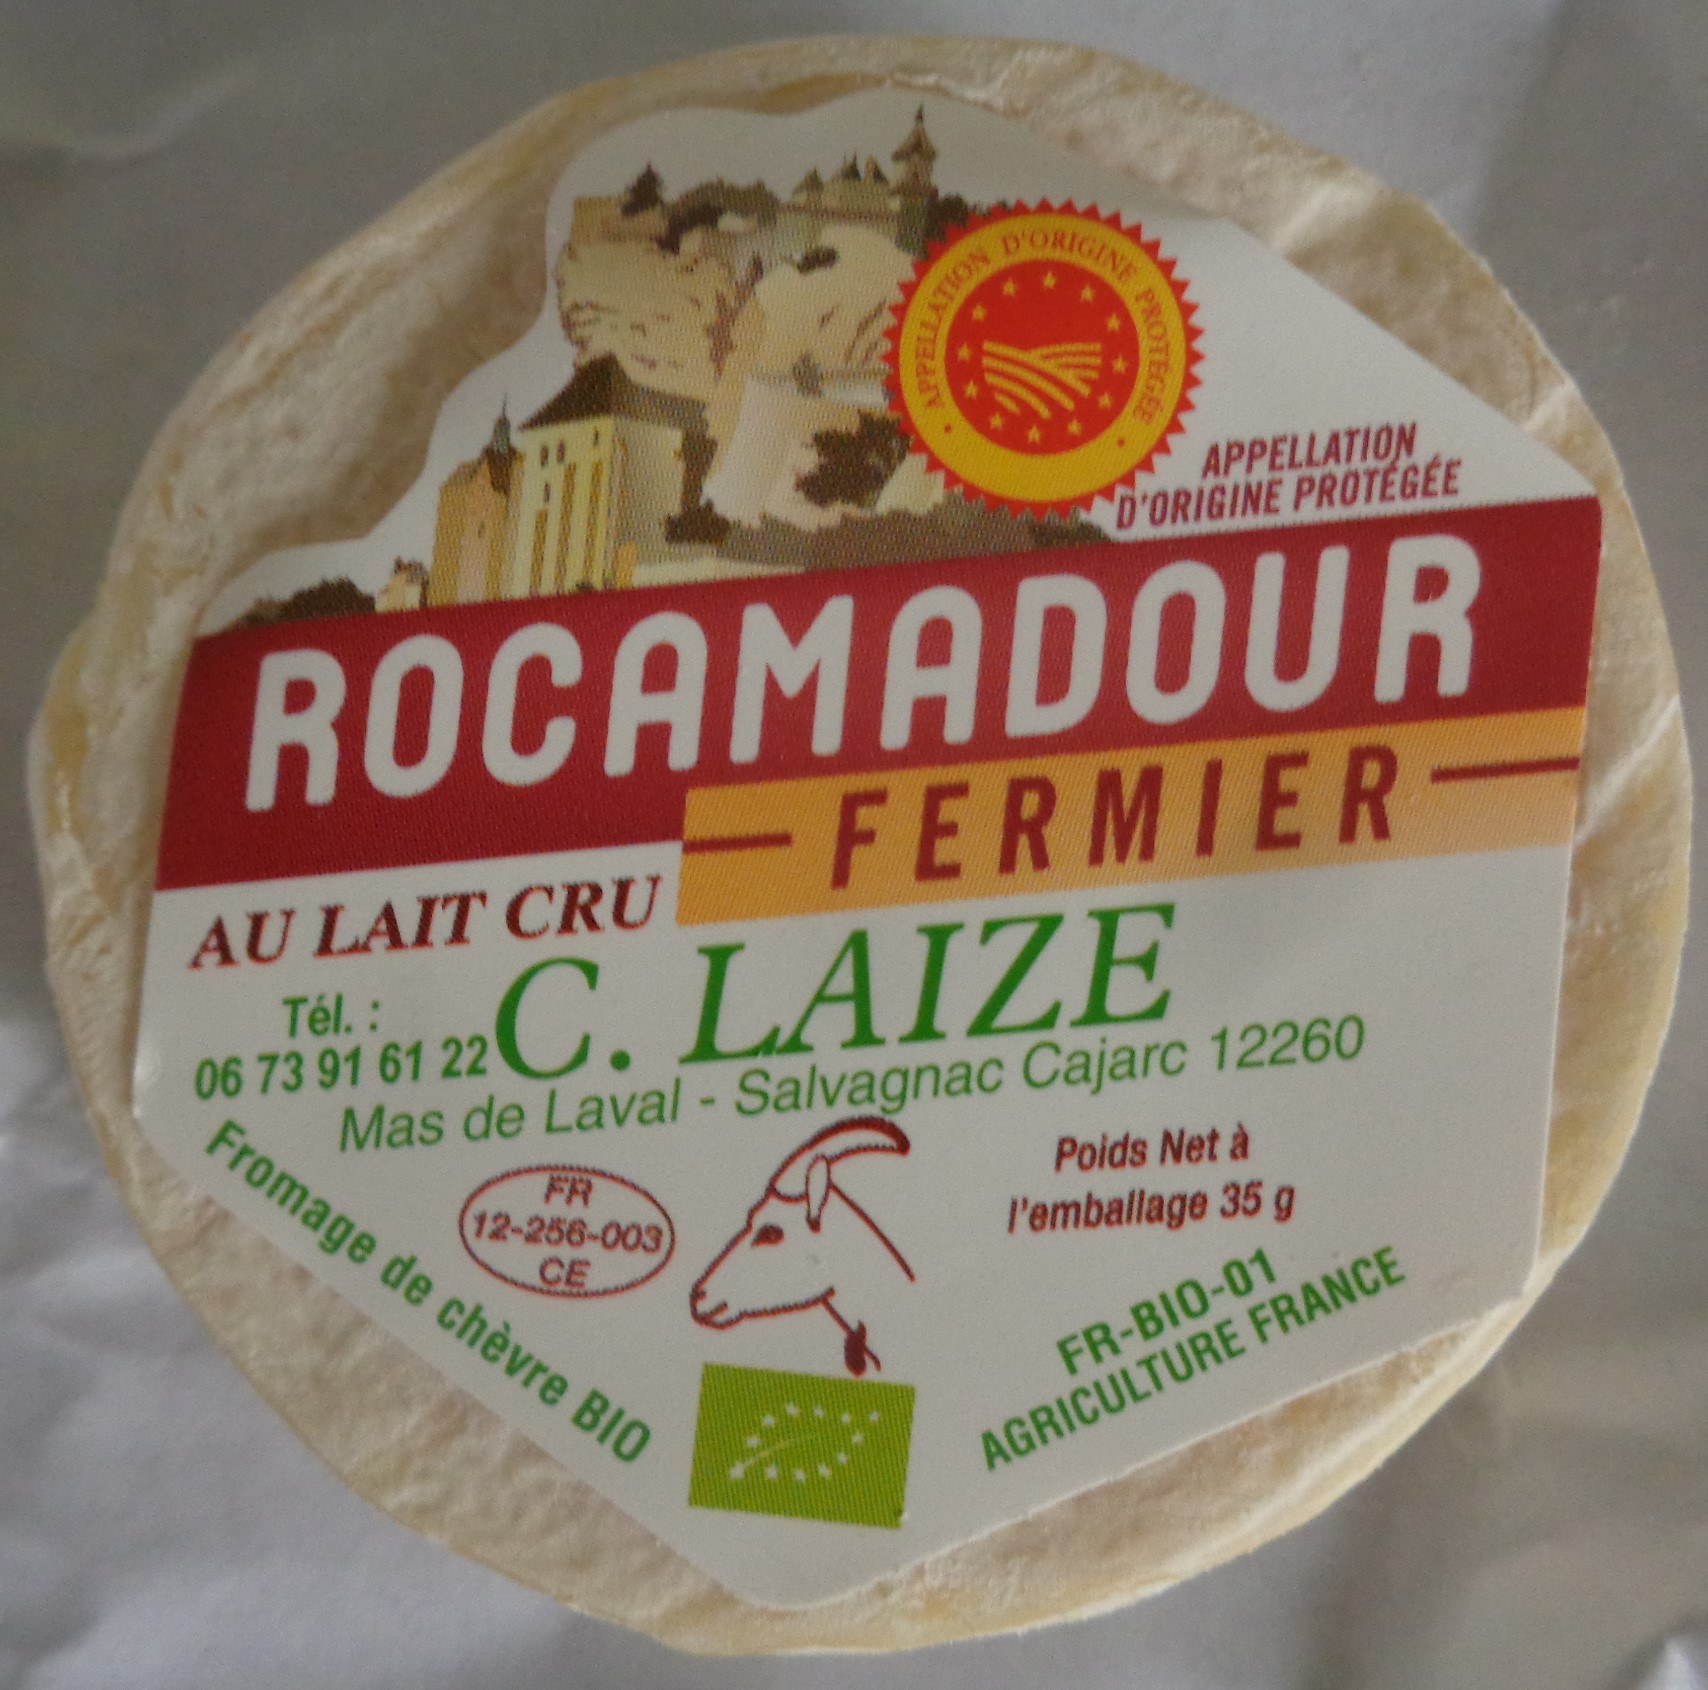 · APPELLATION D'ORIGINE PROTÉGÉE ·
APPELLATION
D'ORIGINE PROTÉGÉE
ROCAMADOUR
FERMIER
AU LAIT CRU
C. LAIZE
Tél. :
06 73 91 61 22
Mas de Laval - Salvagnac Cajarc 12260
Fromage de chèvre BIO
FR
12-256-003
CE
Poids Net à
l'emballage 35 g
FR-BIO-01
AGRICULTURE FRANCE